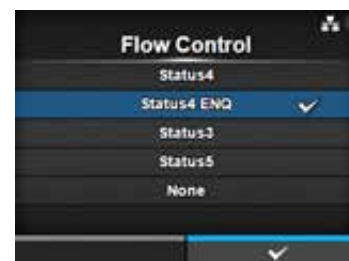 Flow Control
Status4
Status4 ENQ
Status3
Status5
None